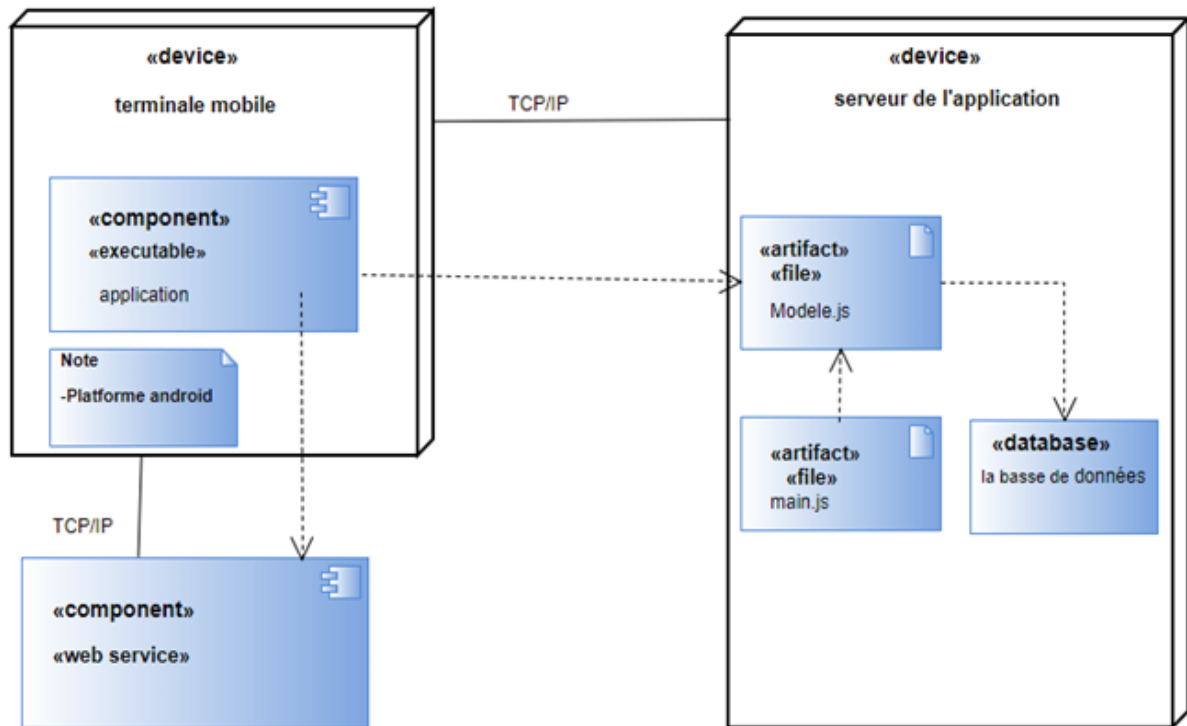 «device»
terminale mobile
«component»
«executable»
application
Note
-Platforme android
TCP/IP
«component»
«web service»
TCP/IP
«device»
serveur de l'application
«artifact»
«file»
Modele.js
«artifact»
«file»
main.js
«database»
la basse de données